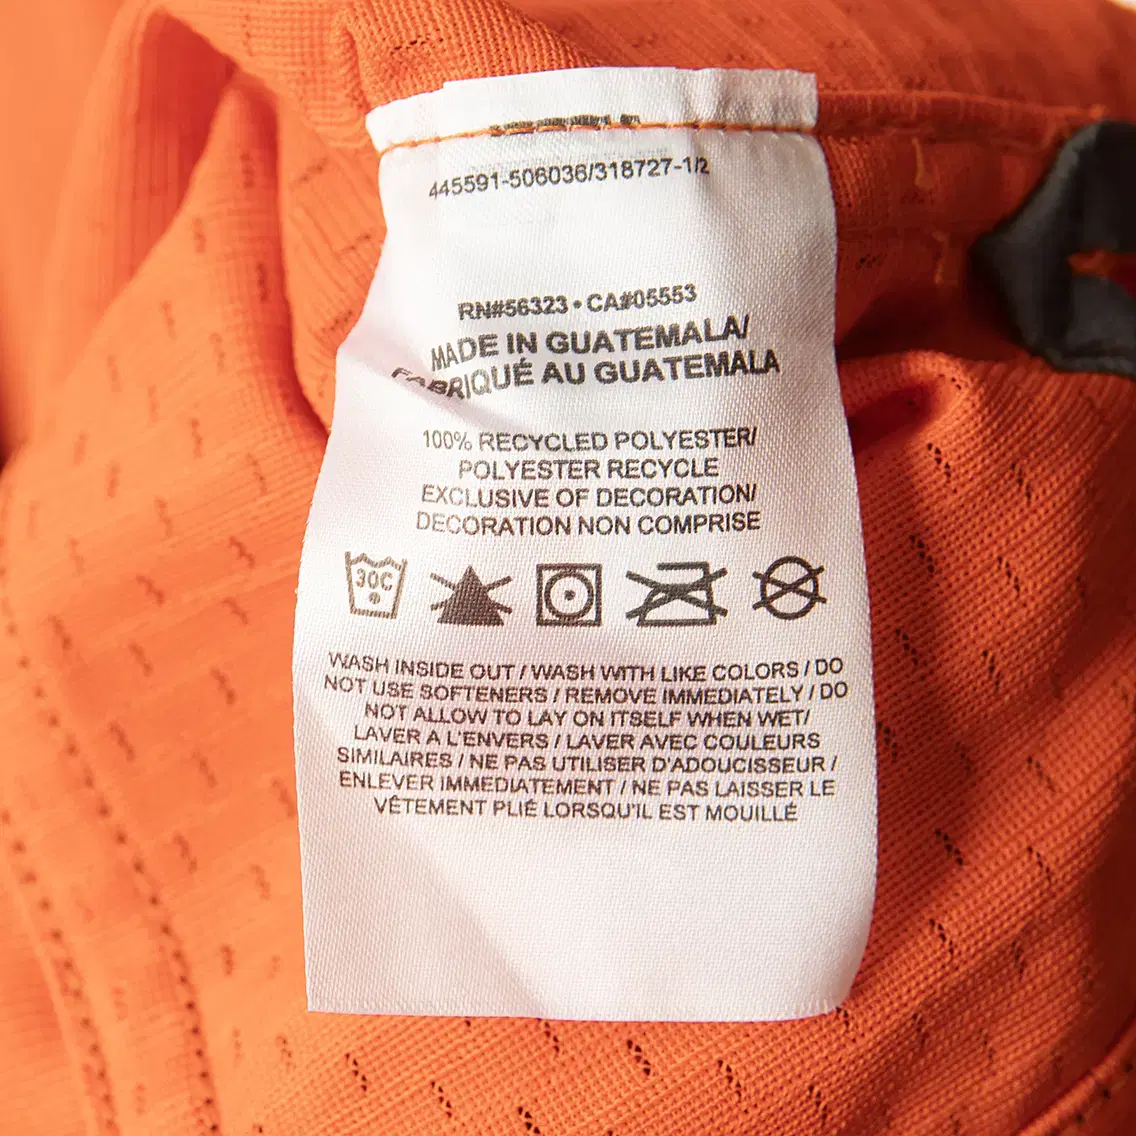 445591-506036/318727-1/2
RN#56323 • CA#05553
MADE IN GUATEMALA/
FABRIQUÉ AU GUATEMALA
100% RECYCLED POLYESTER/
POLYESTER RECYCLE
EXCLUSIVE OF DECORATION/
DECORATION NON COMPRISE
30C
WASH INSIDE OUT / WASH WITH LIKE COLORS / DO
NOT USE SOFTENERS / REMOVE IMMEDIATELY / DO
NOT ALLOW TO LAY ON ITSELF WHEN WET/
LAVER A L'ENVERS / LAVER AVEC COULEURS
SIMILAIRES / NE PAS UTILISER D'ADOUCISSEUR /
ENLEVER IMMEDIATEMENT / NE PAS LAISSER LE
VÊTEMENT PLIÉ LORSQU'IL EST MOUILLÉ